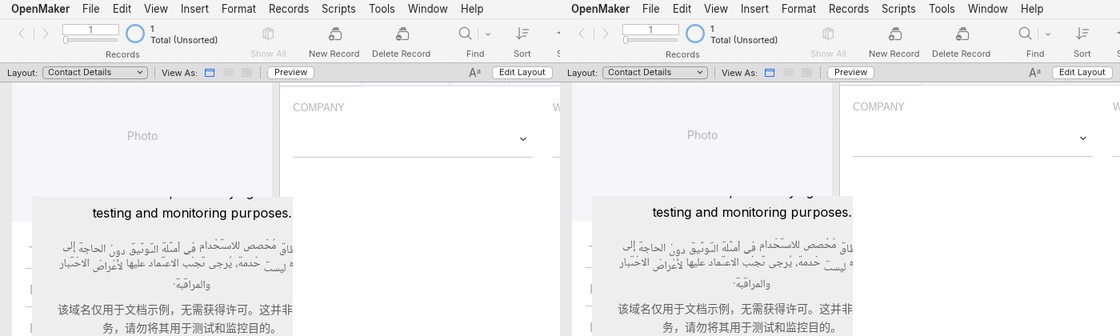 OpenMaker File Edit View Insert Format Records Scripts Tools Window Help
1 1 Total (Unsorted)
Records Show All New Record Delete Record Find Sort
Layout: Contact Details View As: Preview Aª Edit Layout
COMPANY W
Photo
testing and monitoring purposes.
مُخصص للاستخدام في أمثلة التوثيق دون الحاجة إلى
ليست خدمة، يُرجى تجنب الاعتماد عليها لأغراض الاختبار
والمراقبة.
该域名仅用于文档示例，无需获得许可。这并非
务，请勿将其用于测试和监控目的。
OpenMaker File Edit View Insert Format Records Scripts Tools Window Help
1 1 Total (Unsorted)
Records Show All New Record Delete Record Find Sort
Layout: Contact Details View As: Preview Aª Edit Layout
COMPANY W
Photo
testing and monitoring purposes.
مُخصص للاستخدام في أمثلة التوثيق دون الحاجة إلى
ليست خدمة، يُرجى تجنب الاعتماد عليها لأغراض الاختبار
والمراقبة.
该域名仅用于文档示例，无需获得许可。这并非
务，请勿将其用于测试和监控目的。